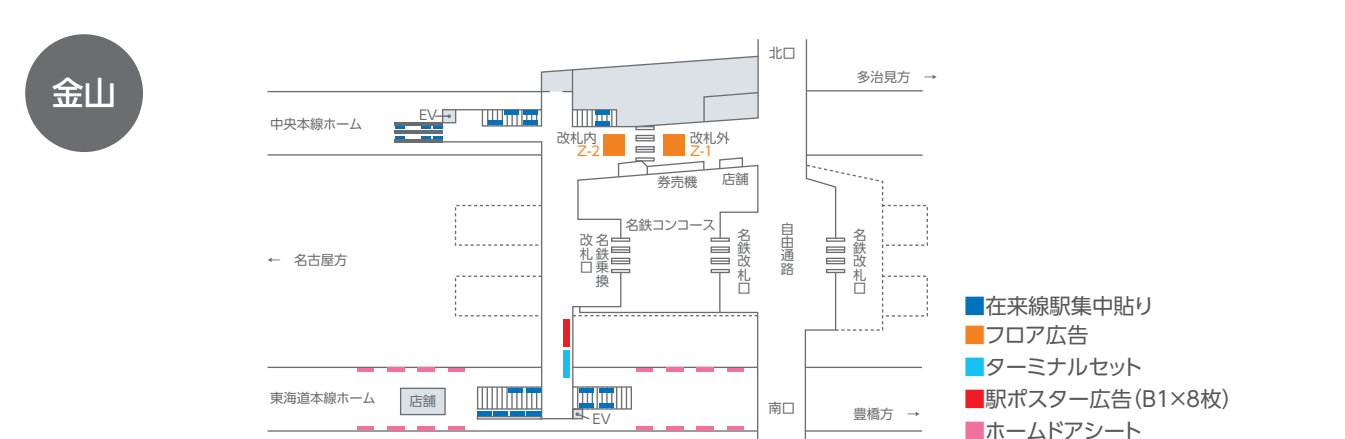 金山
北口
多治見方 →
中央本線ホーム
EV
改札内
Z-2
改札外
Z-1
券売機
店舗
名鉄コンコース
名鉄乗換
改札口
名鉄改札口
自由通路
名鉄改札口
← 名古屋方
東海道本線ホーム
店舗
EV
南口
豊橋方 →
■在来線駅集中貼り
■フロア広告
■ターミナルセット
■駅ポスター広告(B1×8枚)
■ホームドアシート